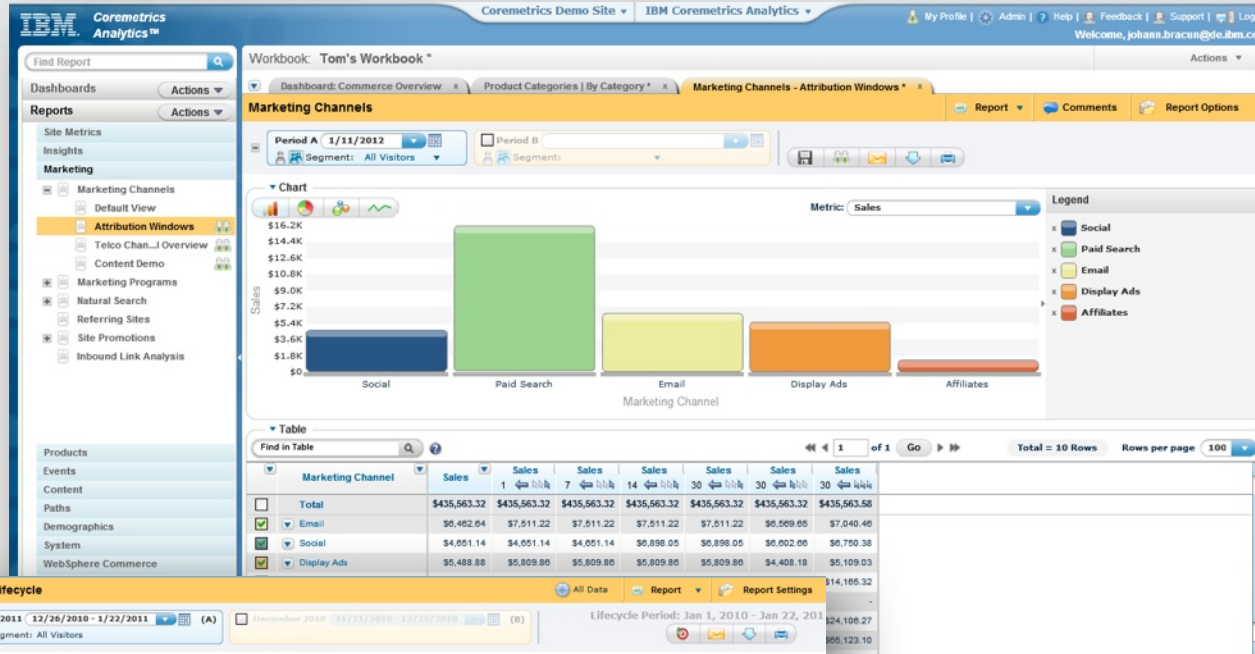 IBM. Coremetrics Analytics™
Coremetrics Demo Site IBM Coremetrics Analytics
My Profile | Admin | ? Help | Feedback | Support | Log
Welcome, johann.bracun@de.ibm.co
Find Report
Workbook: Tom's Workbook *
Actions
Dashboards Actions
Dashboard: Commerce Overview x
Product Categories | By Category * x
Marketing Channels - Attribution Windows * x
Reports Actions
Marketing Channels
Report Comments Report Options
Site Metrics
Insights
Marketing
Marketing Channels
Default View
Attribution Windows
Telco Chan...l Overview
Content Demo
Marketing Programs
Natural Search
Referring Sites
Site Promotions
Inbound Link Analysis
Products
Events
Content
Paths
Demographics
System
WebSphere Commerce
Period A 1/11/2012
Segment: All Visitors
Period B
Segment:
Chart
Metric: Sales
Legend
x Social
x Paid Search
x Email
x Display Ads
x Affiliates
Sales
$16.2K
$14.4K
$12.6K
$10.8K
$9.0K
$7.2K
$5.4K
$3.6K
$1.8K
$0
Social Paid Search Email Display Ads Affiliates
Marketing Channel
Table
Find in Table
1 of 1 Go
Total = 10 Rows Rows per page 100
Marketing Channel Sales Sales Sales Sales Sales Sales Sales
1 7 14 30 30 30
Total $435,563.32 $435,563.32 $435,563.32 $435,563.32 $435,563.32 $435,563.32 $435,563.58
Email $6,462.64 $7,511.22 $7,511.22 $7,511.22 $7,511.22 $6,569.65 $7,040.46
Social $4,651.14 $4,651.14 $4,651.14 $6,898.05 $6,898.05 $6,602.66 $6,750.38
Display Ads $5,488.88 $5,809.86 $5,809.86 $5,809.86 $5,809.86 $4,408.18 $5,109.03
$14,165.32
-
$24,106.27
$65,123.10
ifecycle
All Data Report Report Settings
2011 12/26/2010 - 1/22/2011 (A)
December 2010 11/21/2010 - 12/25/2010 (B)
Lifecycle Period: Jan 1, 2010 - Jan 22, 201
gment: All Visitors